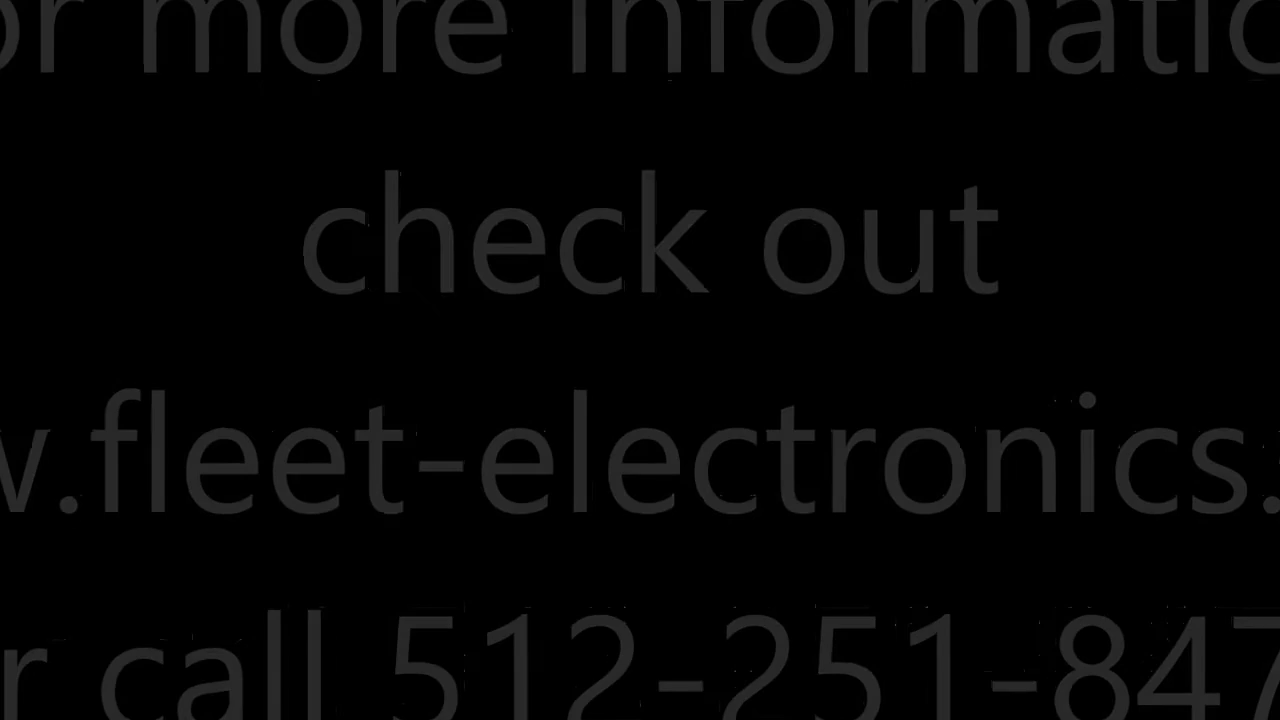 or more informatio
check out
w.fleet-electronics.
r call 512-251-847